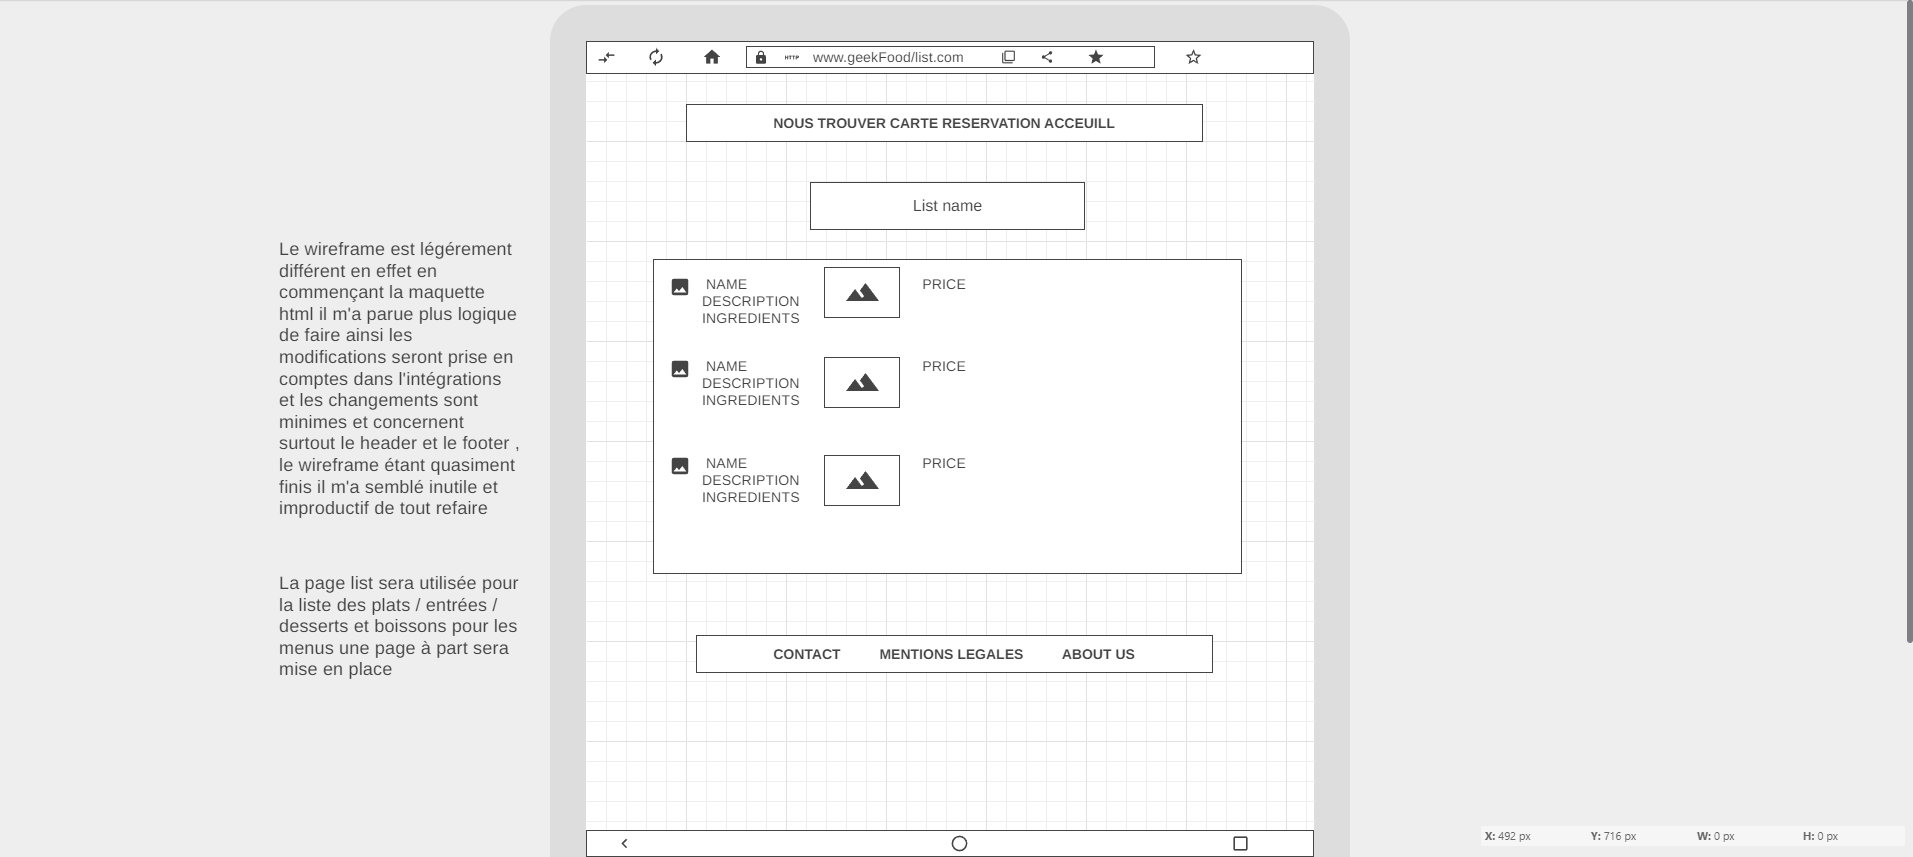 HTTP www.geekFood/list.com
NOUS TROUVER CARTE RESERVATION ACCEUILL
List name
Le wireframe est légérement
différent en effet en
commençant la maquette
html il m'a parue plus logique
de faire ainsi les
modifications seront prise en
comptes dans l'intégrations
et les changements sont
minimes et concernent
surtout le header et le footer ,
le wireframe étant quasiment
finis il m'a semblé inutile et
improductif de tout refaire
La page list sera utilisée pour
la liste des plats / entrées /
desserts et boissons pour les
menus une page à part sera
mise en place
NAME PRICE
DESCRIPTION
INGREDIENTS
NAME PRICE
DESCRIPTION
INGREDIENTS
NAME PRICE
DESCRIPTION
INGREDIENTS
CONTACT MENTIONS LEGALES ABOUT US
X: 492 px Y: 716 px W: 0 px H: 0 px